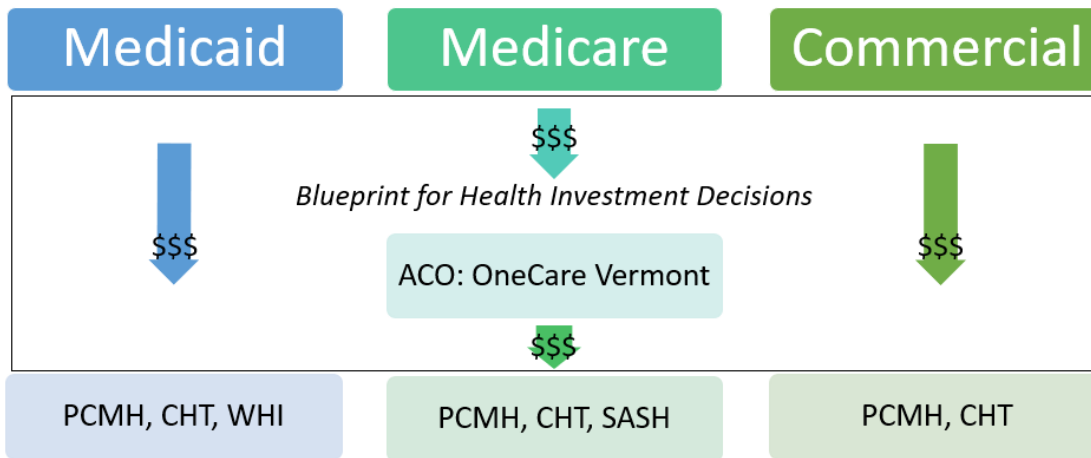 Medicaid
Medicare
Commercial
$$$
Blueprint for Health Investment Decisions
$$$
$$$
ACO: OneCare Vermont
$$$
PCMH, CHT, WHI
PCMH, CHT, SASH
PCMH, CHT